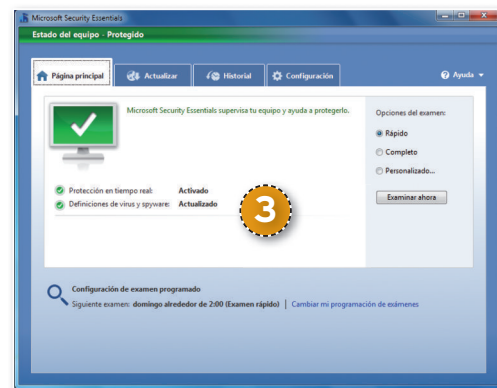 Microsoft Security Essentials
Estado del equipo - Protegido
Página principal
Actualizar
Historial
Configuración
Ayuda
Microsoft Security Essentials supervisa tu equipo y ayuda a protegerlo.
Opciones del examen:
Rápido
Completo
Personalizado...
Examinar ahora
Protección en tiempo real: Activado
Definiciones de virus y spyware: Actualizado
3
Configuración de examen programado
Siguiente examen: domingo alrededor de 2:00 (Examen rápido) | Cambiar mi programación de exámenes